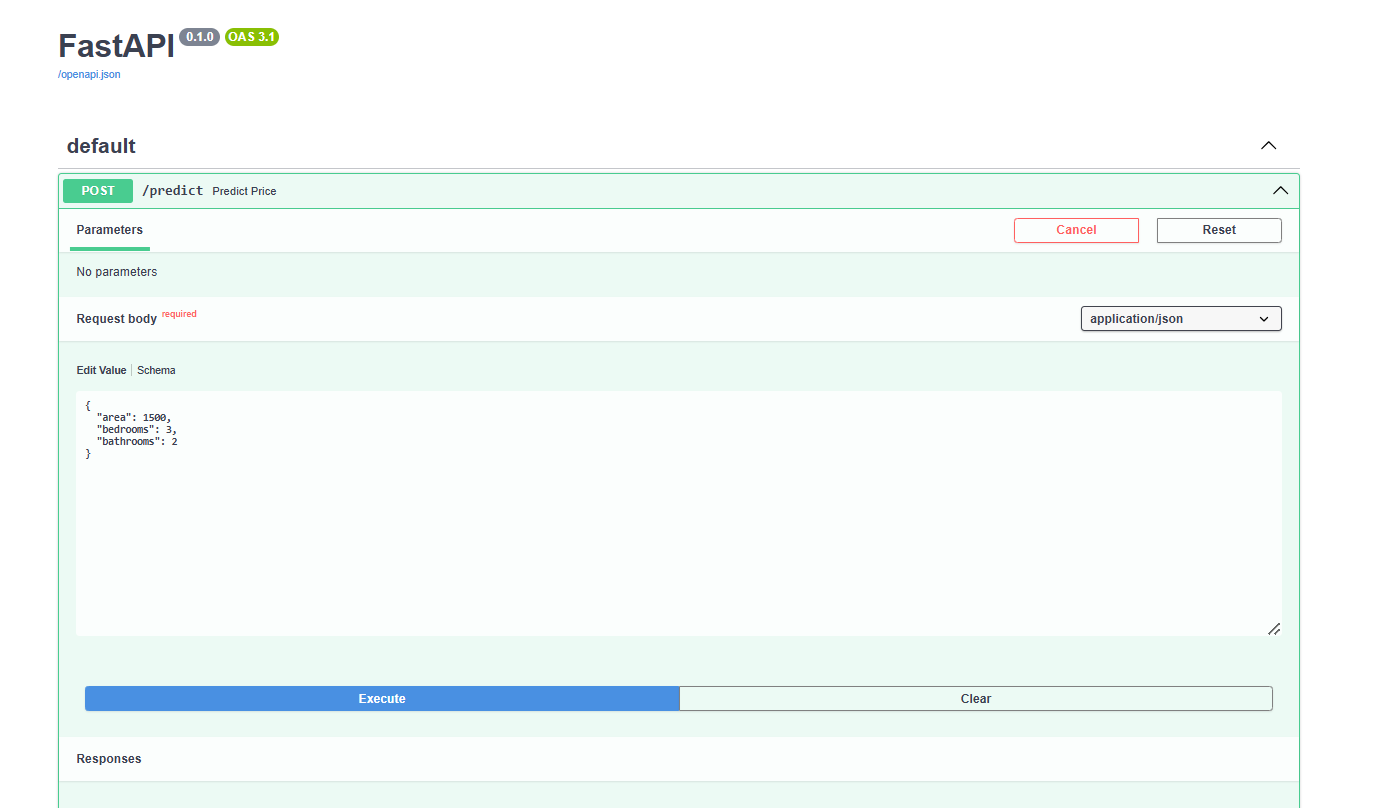 FastAPI 0.1.0 OAS 3.1
/openapi.json
default
POST /predict Predict Price
Parameters Cancel Reset
No parameters
Request body required application/json
Edit Value Schema
{
  "area": 1500,
  "bedrooms": 3,
  "bathrooms": 2
}
Execute Clear
Responses